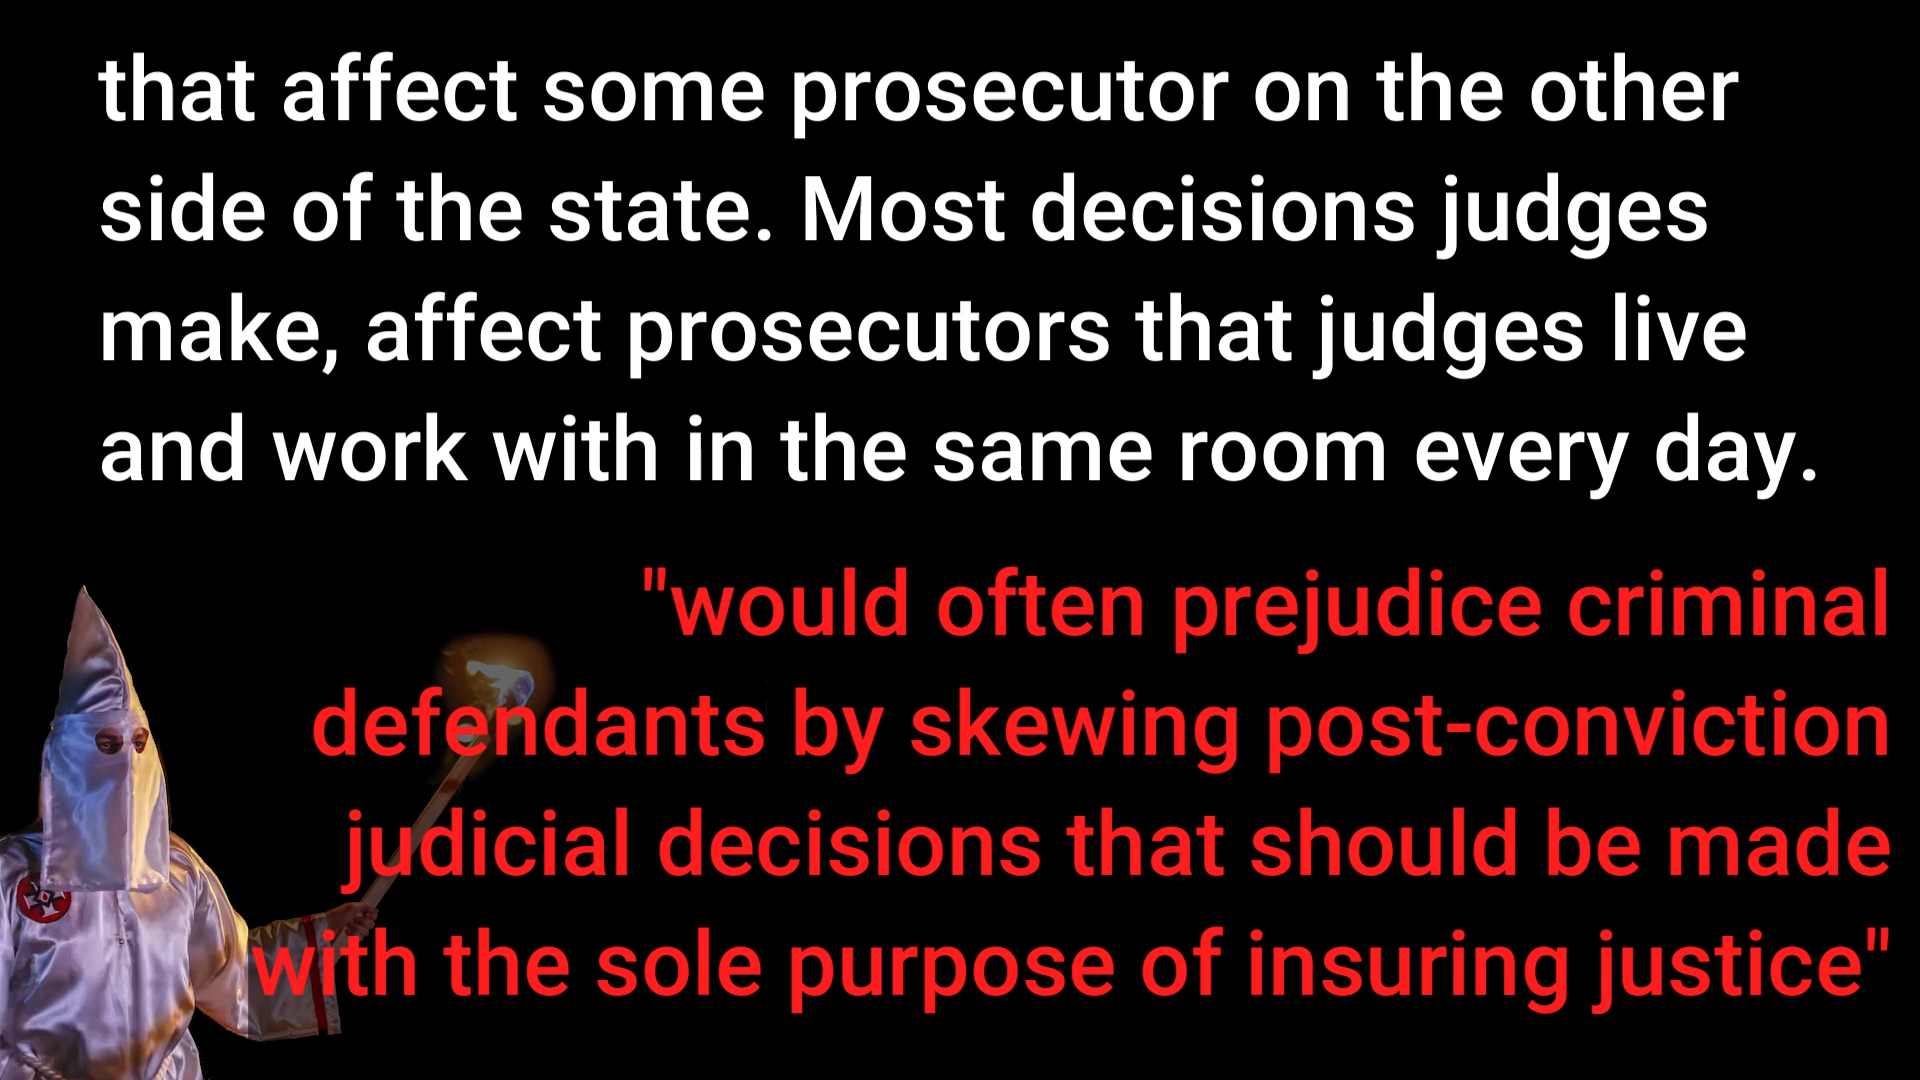 that affect some prosecutor on the other
side of the state. Most decisions judges
make, affect prosecutors that judges live
and work with in the same room every day.
"would often prejudice criminal
defendants by skewing post-conviction
judicial decisions that should be made
with the sole purpose of insuring justice"